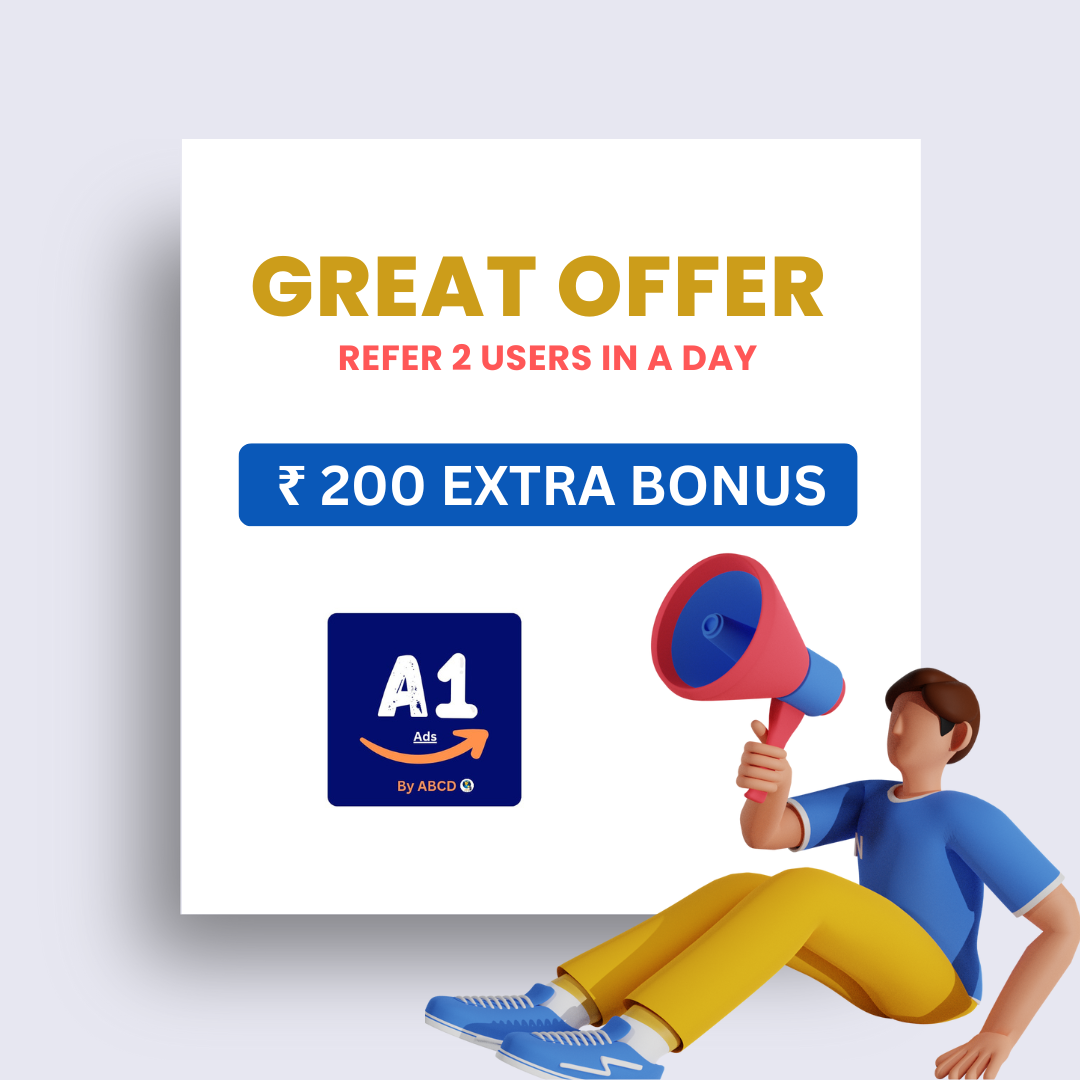 GREAT OFFER
REFER 2 USERS IN A DAY
₹ 200 EXTRA BONUS
A1
Ads
By ABCD
N